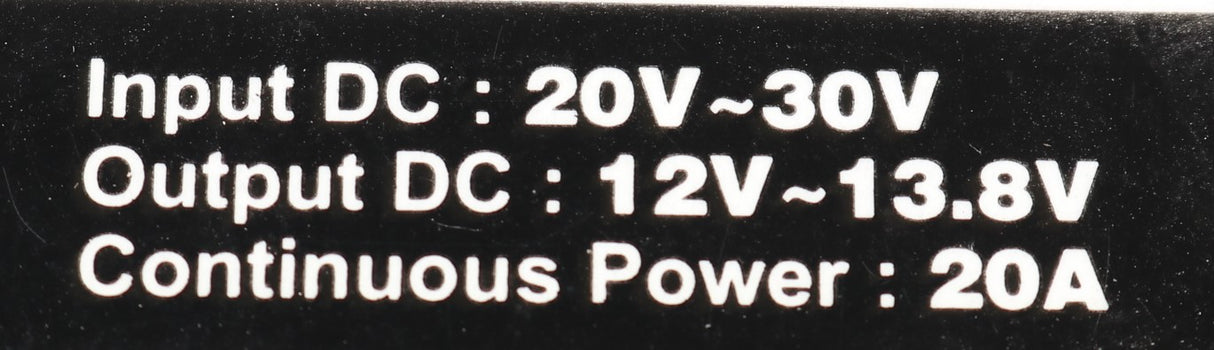 Input DC : 20V~30V
Output DC : 12V~13.8V
Continuous Power : 20A